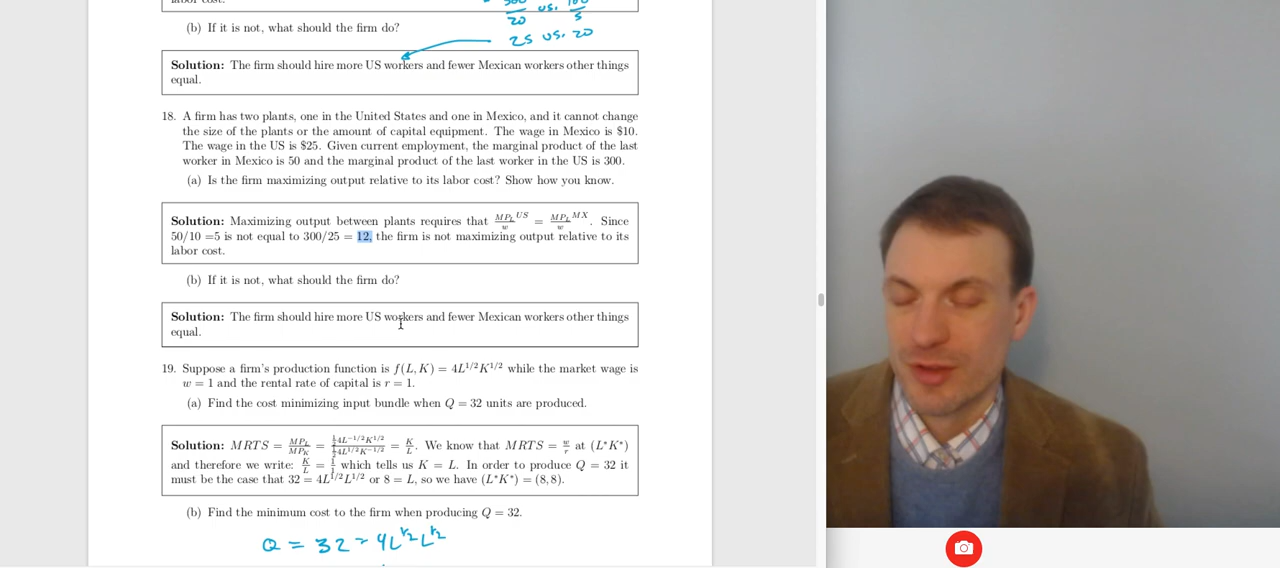 labor cost.
20 us. 5
(b) If it is not, what should the firm do?
25 us. 20
Solution: The firm should hire more US workers and fewer Mexican workers other things
equal.
18. A firm has two plants, one in the United States and one in Mexico, and it cannot change
the size of the plants or the amount of capital equipment. The wage in Mexico is $10.
The wage in the US is $25. Given current employment, the marginal product of the last
worker in Mexico is 50 and the marginal product of the last worker in the US is 300.
(a) Is the firm maximizing output relative to its labor cost? Show how you know.
Solution: Maximizing output between plants requires that MP_L/w^US = MP_L/w^MX. Since
50/10 =5 is not equal to 300/25 = 12, the firm is not maximizing output relative to its
labor cost.
(b) If it is not, what should the firm do?
Solution: The firm should hire more US workers and fewer Mexican workers other things
equal.
19. Suppose a firm's production function is f(L, K) = 4L^1/2K^1/2 while the market wage is
w = 1 and the rental rate of capital is r = 1.
(a) Find the cost minimizing input bundle when Q = 32 units are produced.
Solution: MRTS = MP_L/MP_K = ½4L^−1/2K^1/2 / ½4L^1/2K^−1/2 = K/L. We know that MRTS = w/r at (L*K*)
and therefore we write: K/L = 1/1 which tells us K = L. In order to produce Q = 32 it
must be the case that 32 = 4L^1/2L^1/2 or 8 = L, so we have (L*K*) = (8, 8).
(b) Find the minimum cost to the firm when producing Q = 32.
Q = 32 = 4L^1/2 L^1/2